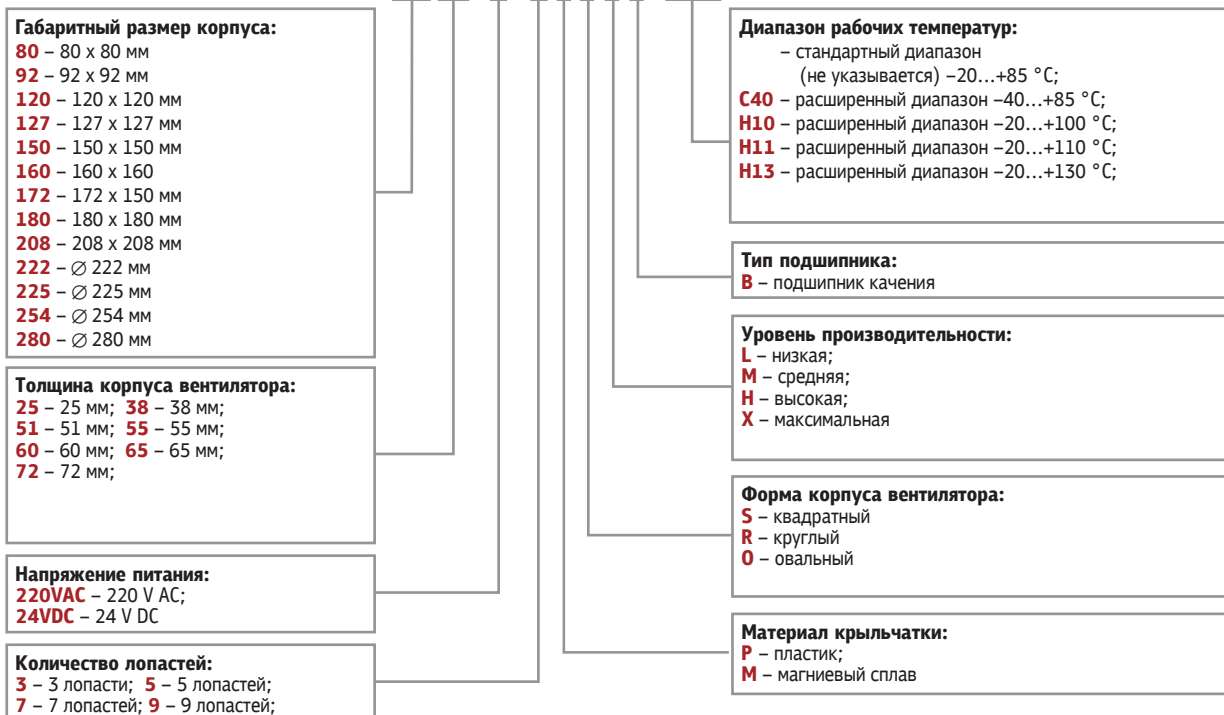 Габаритный размер корпуса:
80 – 80 x 80 мм
92 – 92 x 92 мм
120 – 120 x 120 мм
127 – 127 x 127 мм
150 – 150 x 150 мм
160 – 160 x 160
172 – 172 x 150 мм
180 – 180 x 180 мм
208 – 208 x 208 мм
222 – ∅ 222 мм
225 – ∅ 225 мм
254 – ∅ 254 мм
280 – ∅ 280 мм
Толщина корпуса вентилятора:
25 – 25 мм; 38 – 38 мм;
51 – 51 мм; 55 – 55 мм;
60 – 60 мм; 65 – 65 мм;
72 – 72 мм;
Напряжение питания:
220VAC – 220 V AC;
24VDC – 24 V DC
Количество лопастей:
3 – 3 лопасти; 5 – 5 лопастей;
7 – 7 лопастей; 9 – 9 лопастей;
Диапазон рабочих температур:
– стандартный диапазон
(не указывается) –20...+85 °C;
C40 – расширенный диапазон –40...+85 °C;
H10 – расширенный диапазон –20...+100 °C;
H11 – расширенный диапазон –20...+110 °C;
H13 – расширенный диапазон –20...+130 °C;
Тип подшипника:
B – подшипник качения
Уровень производительности:
L – низкая;
M – средняя;
H – высокая;
X – максимальная
Форма корпуса вентилятора:
S – квадратный
R – круглый
O – овальный
Материал крыльчатки:
P – пластик;
M – магниевый сплав